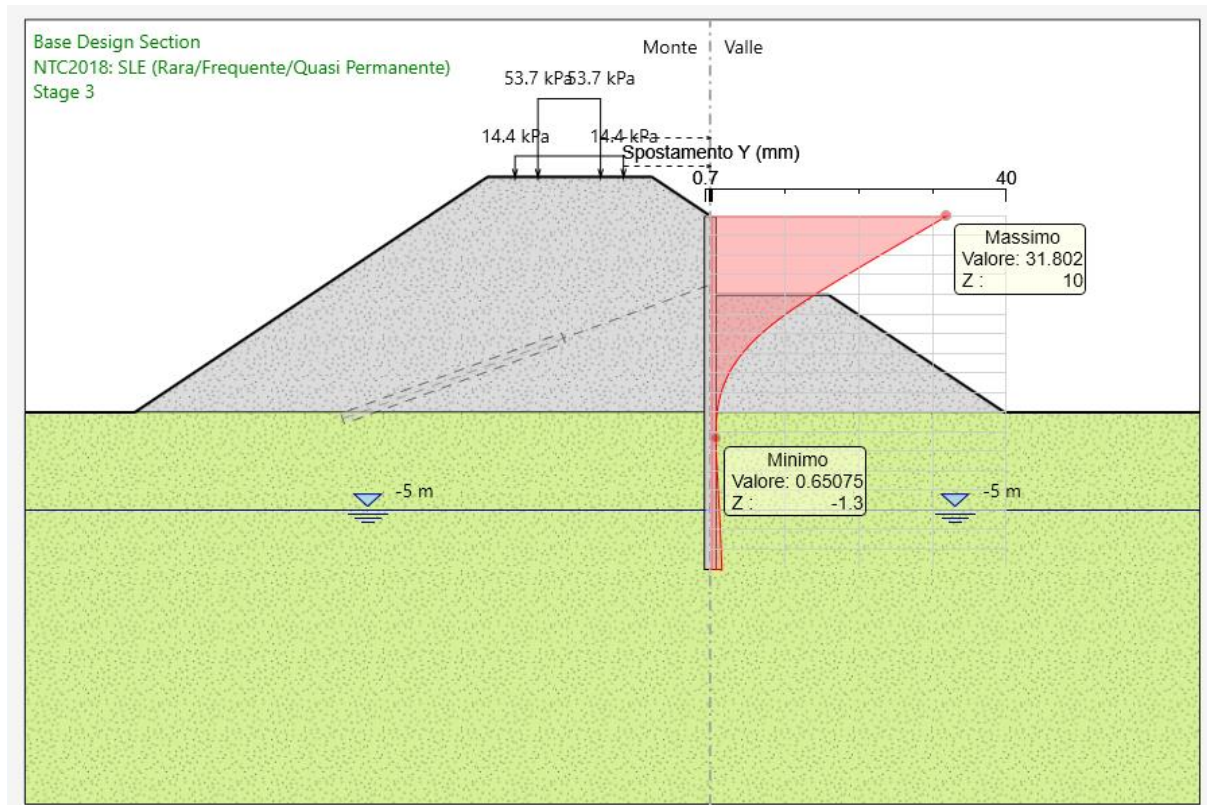 Base Design Section
NTC2018: SLE (Rara/Frequente/Quasi Permanente)
Stage 3
Monte
Valle
53.7 kPa
53.7 kPa
14.4 kPa
14.4 kPa
Spostamento Y (mm)
0.7
40
Massimo
Valore: 31.802
Z : 10
Minimo
Valore: 0.65075
Z : -1.3
-5 m
-5 m